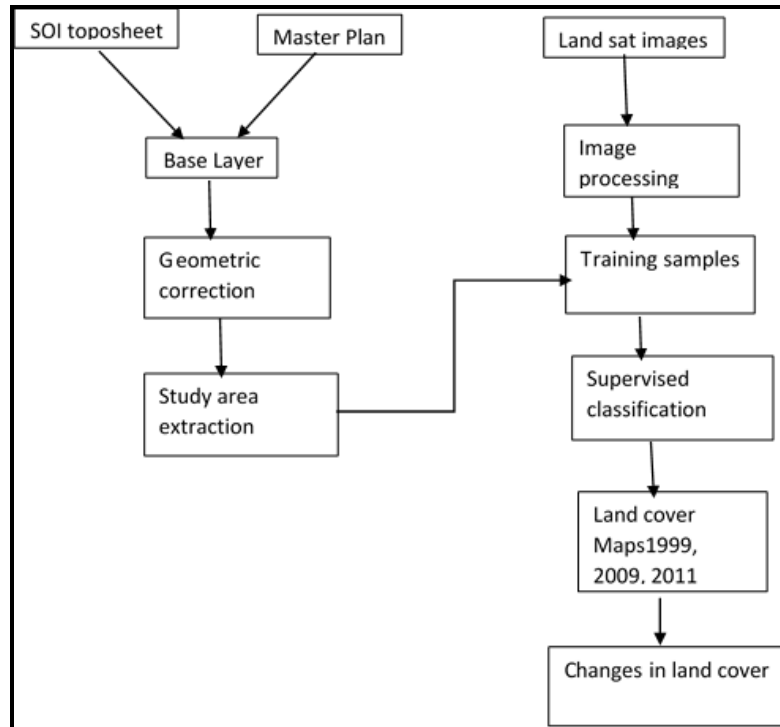 SOI toposheet
Master Plan
Base Layer
Geometric
correction
Study area
extraction
Land sat images
Image
processing
Training samples
Supervised
classification
Land cover
Maps1999,
2009, 2011
Changes in land cover